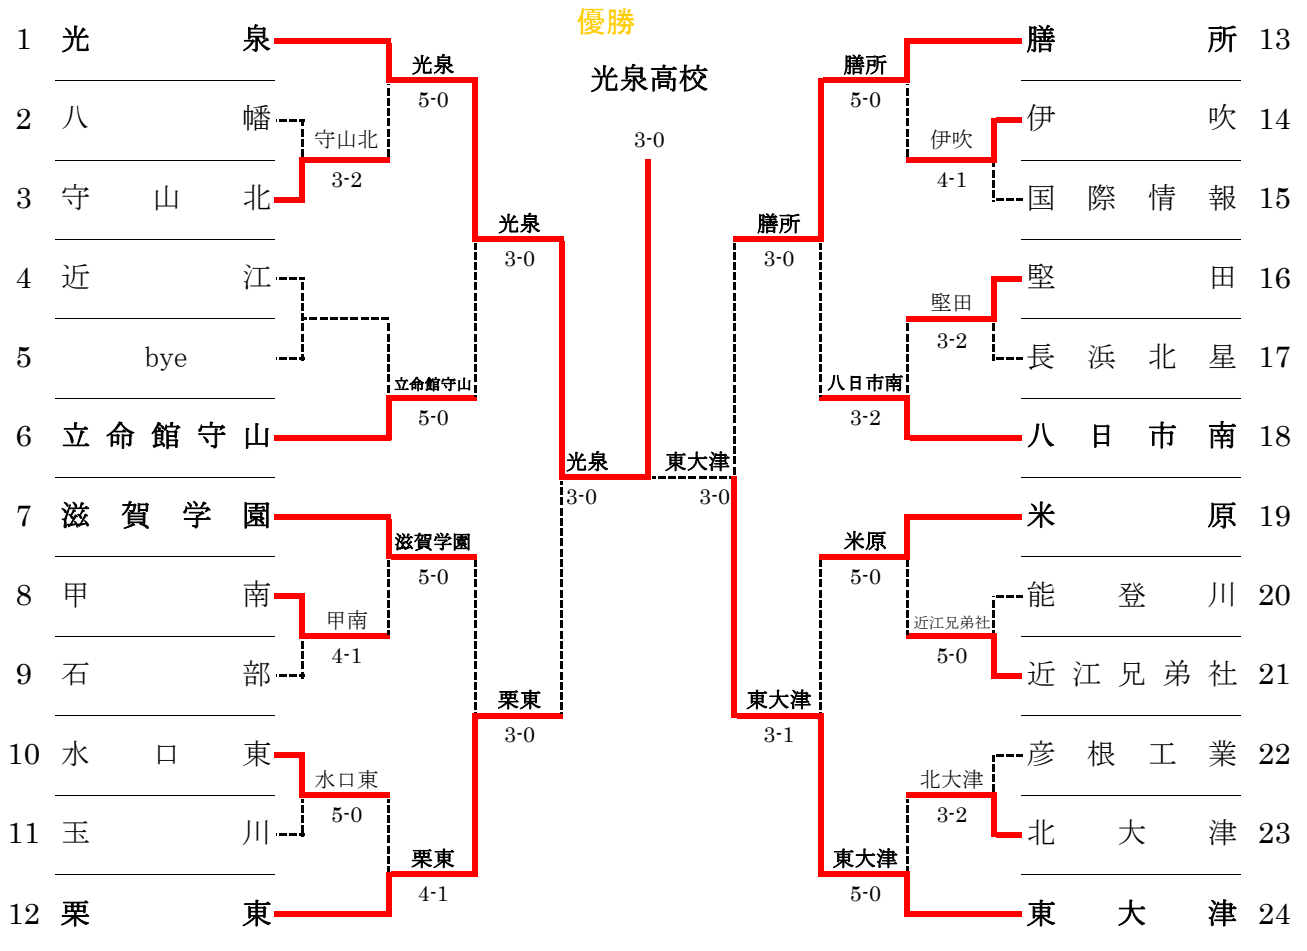 優勝
光泉高校
3-0
1 光泉
2 八幡
3 守山北
4 近江
5 bye
6 立命館守山
7 滋賀学園
8 甲南
9 石部
10 水口東
11 玉川
12 栗東
守山北
3-2
甲南
4-1
水口東
5-0
光泉
5-0
立命館守山
5-0
滋賀学園
5-0
栗東
4-1
光泉
3-0
栗東
3-0
光泉
3-0
東大津
3-0
膳所
3-0
東大津
3-1
膳所
5-0
八日市南
3-2
米原
5-0
東大津
5-0
伊吹
4-1
堅田
3-2
近江兄弟社
5-0
北大津
3-2
膳所 13
伊吹 14
国際情報 15
堅田 16
長浜北星 17
八日市南 18
米原 19
能登川 20
近江兄弟社 21
彦根工業 22
北大津 23
東大津 24